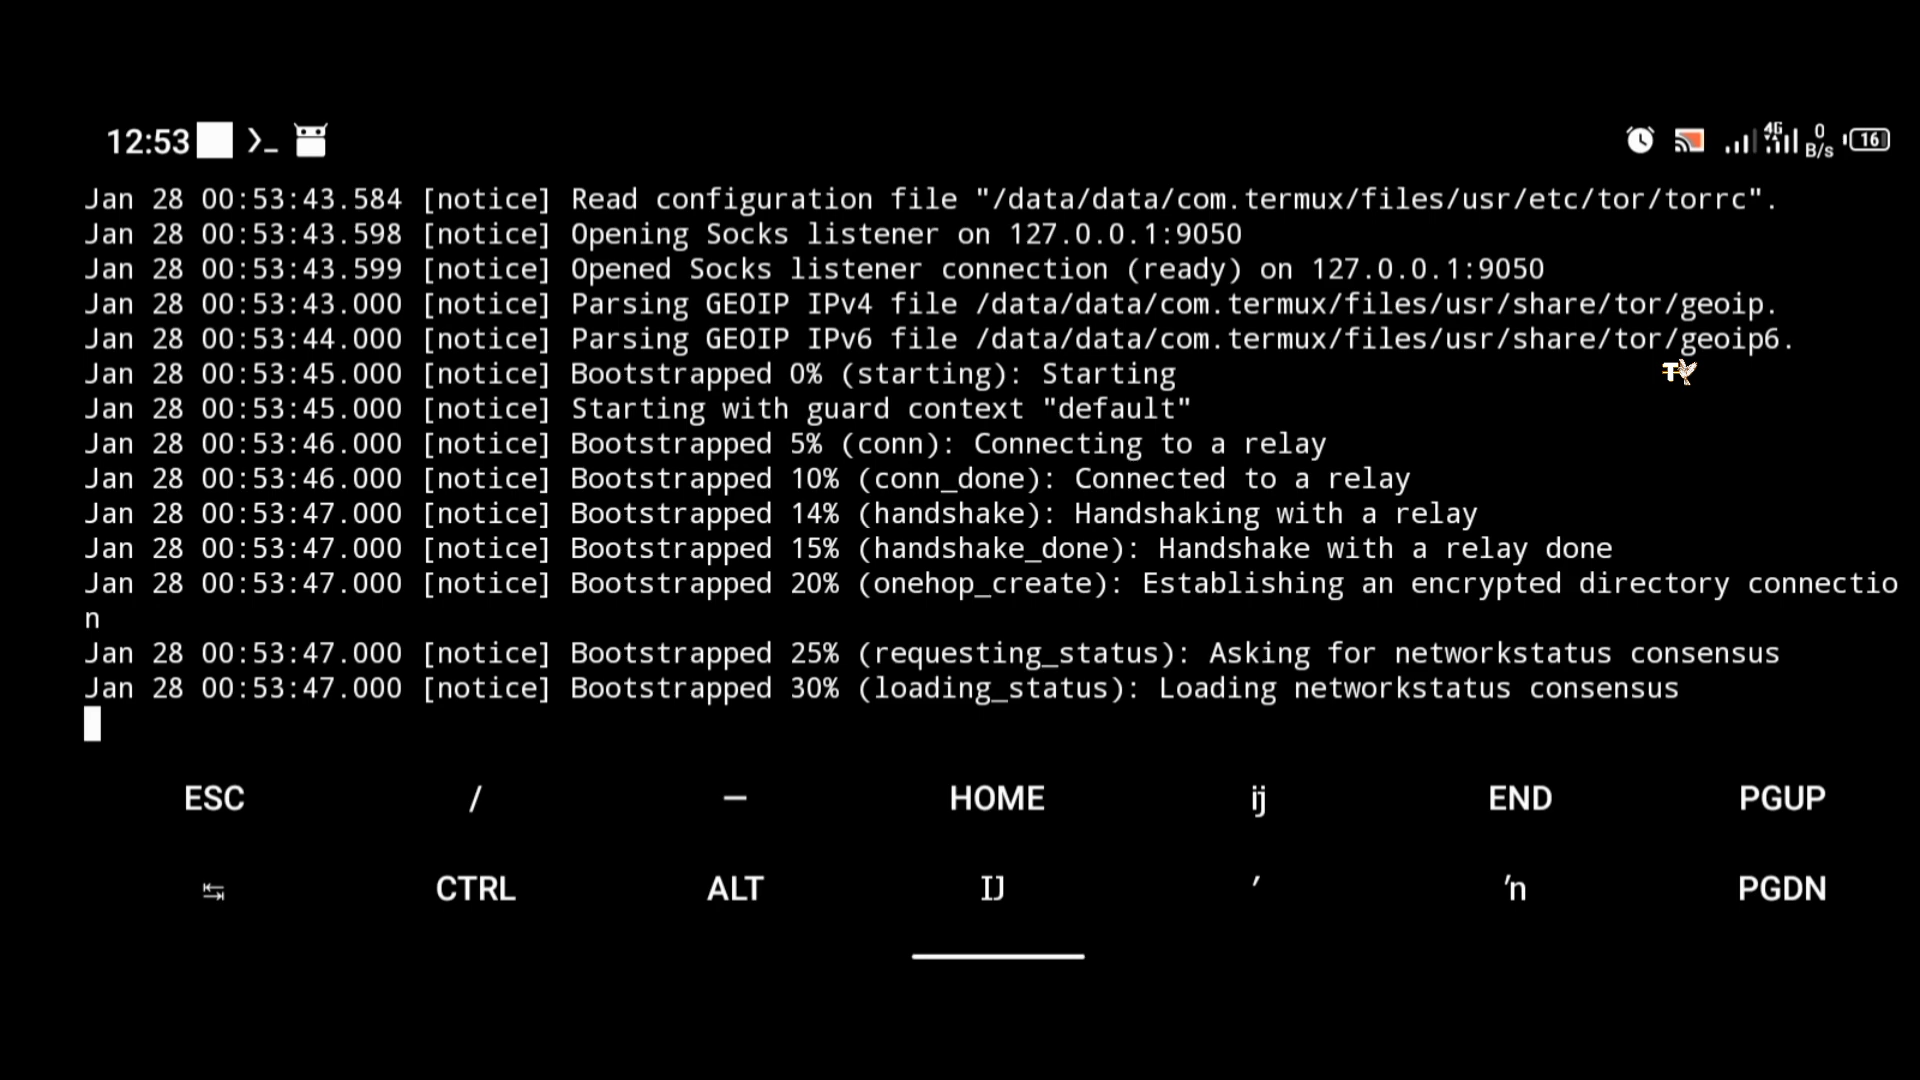 12:53
4G 0 B/s 16
Jan 28 00:53:43.584 [notice] Read configuration file "/data/data/com.termux/files/usr/etc/tor/torrc".
Jan 28 00:53:43.598 [notice] Opening Socks listener on 127.0.0.1:9050
Jan 28 00:53:43.599 [notice] Opened Socks listener connection (ready) on 127.0.0.1:9050
Jan 28 00:53:43.000 [notice] Parsing GEOIP IPv4 file /data/data/com.termux/files/usr/share/tor/geoip.
Jan 28 00:53:44.000 [notice] Parsing GEOIP IPv6 file /data/data/com.termux/files/usr/share/tor/geoip6.
Jan 28 00:53:45.000 [notice] Bootstrapped 0% (starting): Starting
Jan 28 00:53:45.000 [notice] Starting with guard context "default"
Jan 28 00:53:46.000 [notice] Bootstrapped 5% (conn): Connecting to a relay
Jan 28 00:53:46.000 [notice] Bootstrapped 10% (conn_done): Connected to a relay
Jan 28 00:53:47.000 [notice] Bootstrapped 14% (handshake): Handshaking with a relay
Jan 28 00:53:47.000 [notice] Bootstrapped 15% (handshake_done): Handshake with a relay done
Jan 28 00:53:47.000 [notice] Bootstrapped 20% (onehop_create): Establishing an encrypted directory connectio
n
Jan 28 00:53:47.000 [notice] Bootstrapped 25% (requesting_status): Asking for networkstatus consensus
Jan 28 00:53:47.000 [notice] Bootstrapped 30% (loading_status): Loading networkstatus consensus
ESC / — HOME ĳ END PGUP
↹ CTRL ALT Ĳ ′ ŉ PGDN